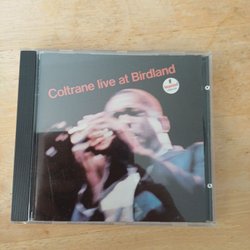 Coltrane live at Birdland